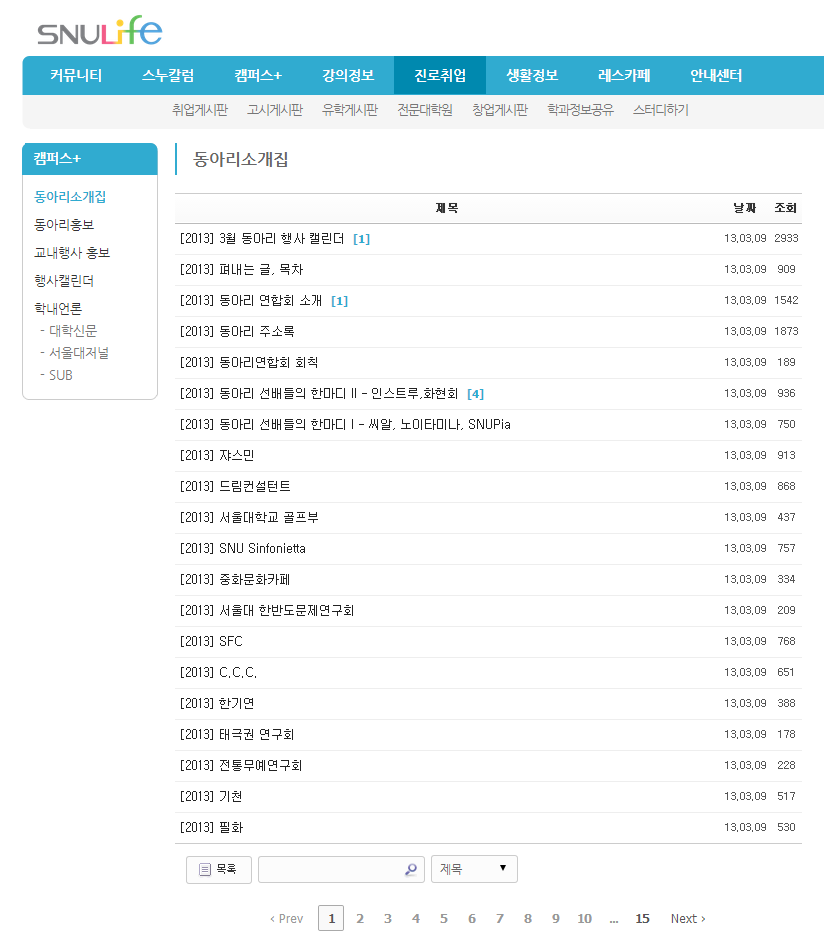 SNULife
커뮤니티 스누칼럼 캠퍼스+ 강의정보 진로취업 생활정보 레스카페 안내센터
취업게시판 고시게시판 유학게시판 전문대학원 창업게시판 학과정보공유 스터디하기
캠퍼스+
동아리소개집
동아리홍보
교내행사 홍보
행사캘린더
학내언론
- 대학신문
- 서울대저널
- SUB
동아리소개집
제목 날짜 조회
[2013] 3월 동아리 행사 캘린더 [1] 13.03.09 2933
[2013] 펴내는 글, 목차 13.03.09 909
[2013] 동아리 연합회 소개 [1] 13.03.09 1542
[2013] 동아리 주소록 13.03.09 1873
[2013] 동아리연합회 회칙 13.03.09 189
[2013] 동아리 선배들의 한마디 II - 인스트루,화현회 [4] 13.03.09 936
[2013] 동아리 선배들의 한마디 I - 씨알, 노이타미나, SNUPia 13.03.09 750
[2013] 쟈스민 13.03.09 913
[2013] 드림컨설턴트 13.03.09 868
[2013] 서울대학교 골프부 13.03.09 437
[2013] SNU Sinfonietta 13.03.09 757
[2013] 중화문화카페 13.03.09 334
[2013] 서울대 한반도문제연구회 13.03.09 209
[2013] SFC 13.03.09 768
[2013] C.C.C. 13.03.09 651
[2013] 한기연 13.03.09 388
[2013] 태극권 연구회 13.03.09 178
[2013] 전통무예연구회 13.03.09 228
[2013] 기천 13.03.09 517
[2013] 필화 13.03.09 530
목록 제목 ▼
‹ Prev 1 2 3 4 5 6 7 8 9 10 ... 15 Next ›